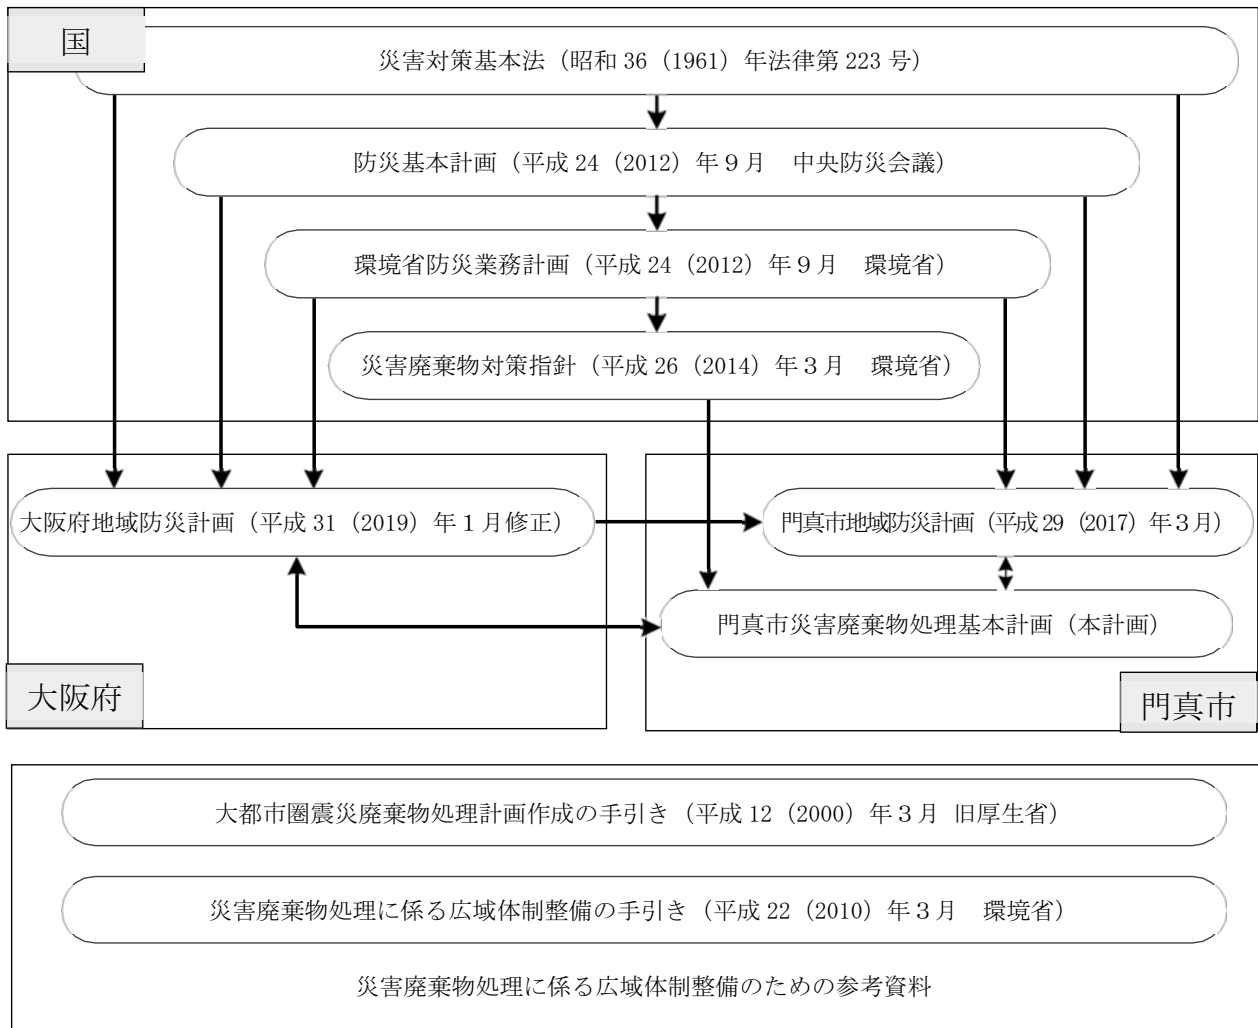 国
災害対策基本法（昭和 36（1961）年法律第 223 号）
防災基本計画（平成 24（2012）年９月　中央防災会議）
環境省防災業務計画（平成 24（2012）年９月　環境省）
災害廃棄物対策指針（平成 26（2014）年３月　環境省）
大阪府地域防災計画（平成 31（2019）年１月修正）
門真市地域防災計画（平成 29（2017）年３月）
門真市災害廃棄物処理基本計画（本計画）
大阪府
門真市
大都市圏震災廃棄物処理計画作成の手引き（平成 12（2000）年３月 旧厚生省）
災害廃棄物処理に係る広域体制整備の手引き（平成 22（2010）年３月　環境省）
災害廃棄物処理に係る広域体制整備のための参考資料